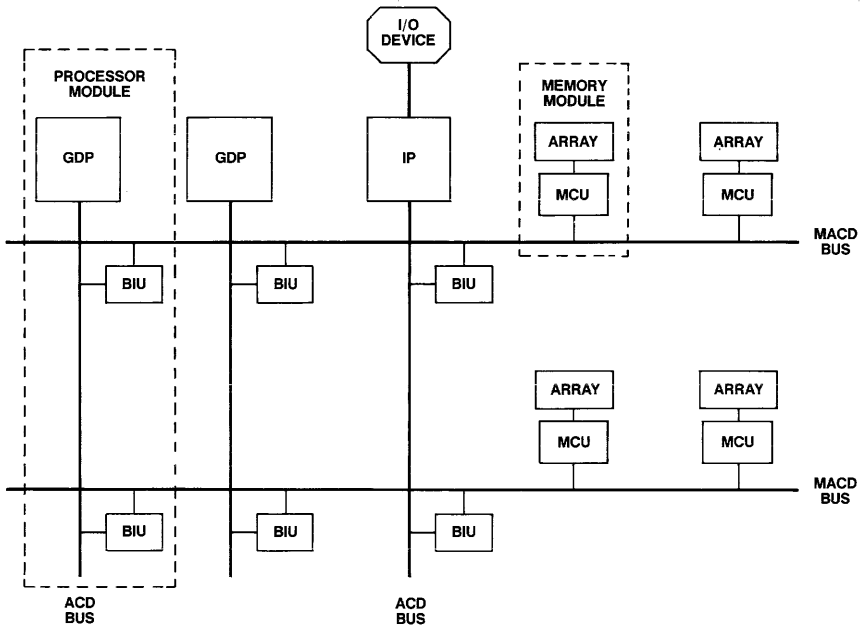 I/O
DEVICE
PROCESSOR
MODULE
MEMORY
MODULE
GDP
GDP
IP
ARRAY
ARRAY
MCU
MCU
MACD
BUS
BIU
BIU
BIU
ARRAY
ARRAY
MCU
MCU
MACD
BUS
BIU
BIU
BIU
ACD
BUS
ACD
BUS